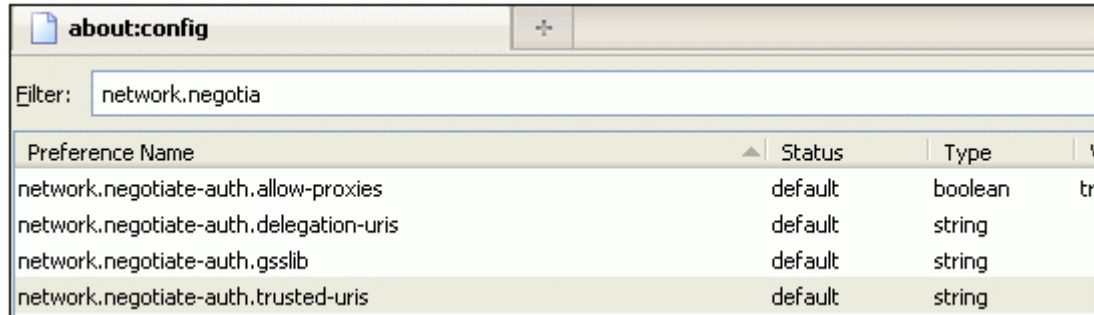 about:config
Filter: network.negotia
Preference Name Status Type
network.negotiate-auth.allow-proxies default boolean tr
network.negotiate-auth.delegation-uris default string
network.negotiate-auth.gsslib default string
network.negotiate-auth.trusted-uris default string